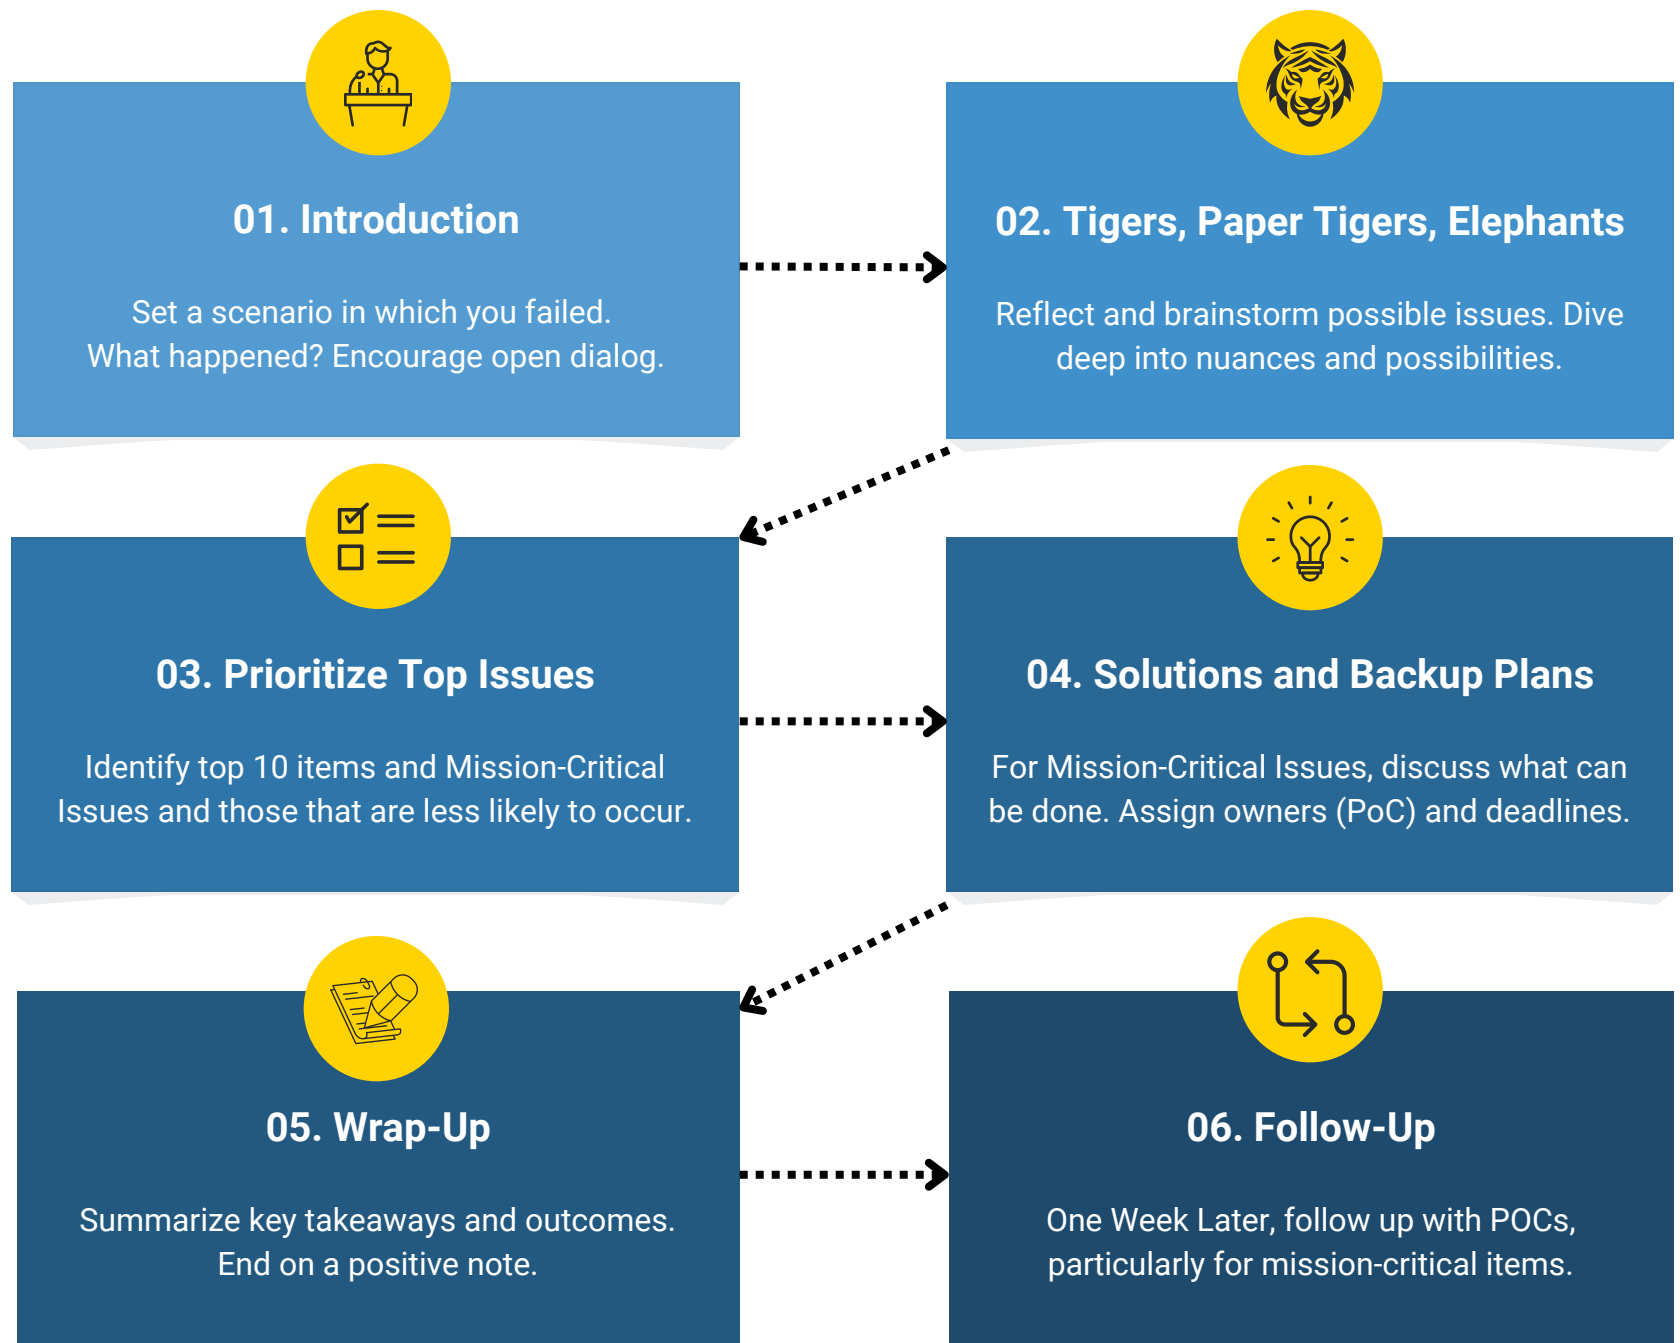 01. Introduction
Set a scenario in which you failed.
What happened? Encourage open dialog.
02. Tigers, Paper Tigers, Elephants
Reflect and brainstorm possible issues. Dive
deep into nuances and possibilities.
03. Prioritize Top Issues
Identify top 10 items and Mission-Critical
Issues and those that are less likely to occur.
04. Solutions and Backup Plans
For Mission-Critical Issues, discuss what can
be done. Assign owners (PoC) and deadlines.
05. Wrap-Up
Summarize key takeaways and outcomes.
End on a positive note.
06. Follow-Up
One Week Later, follow up with POCs,
particularly for mission-critical items.